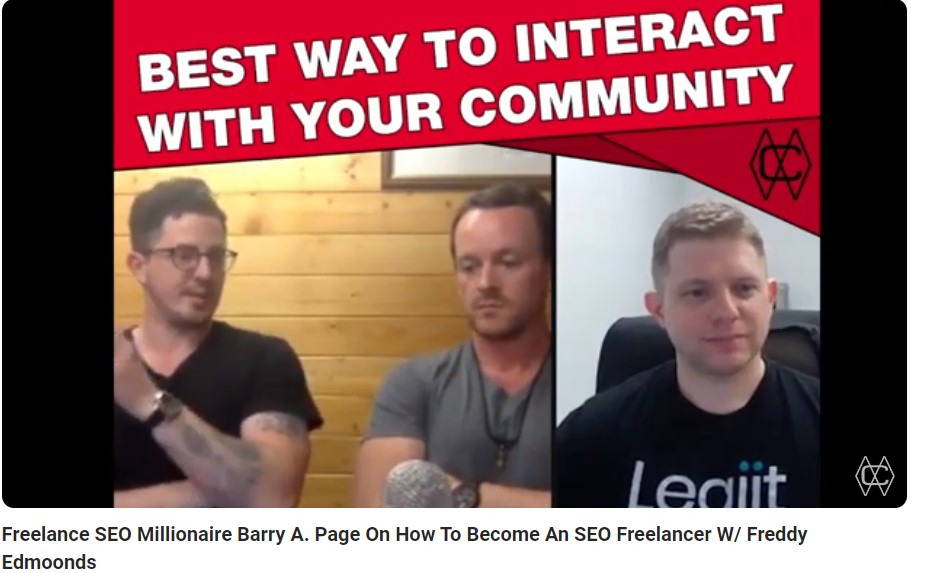 BEST WAY TO INTERACT
WITH YOUR COMMUNITY
Legiit
Freelance SEO Millionaire Barry A. Page On How To Become An SEO Freelancer W/ Freddy
Edmoonds